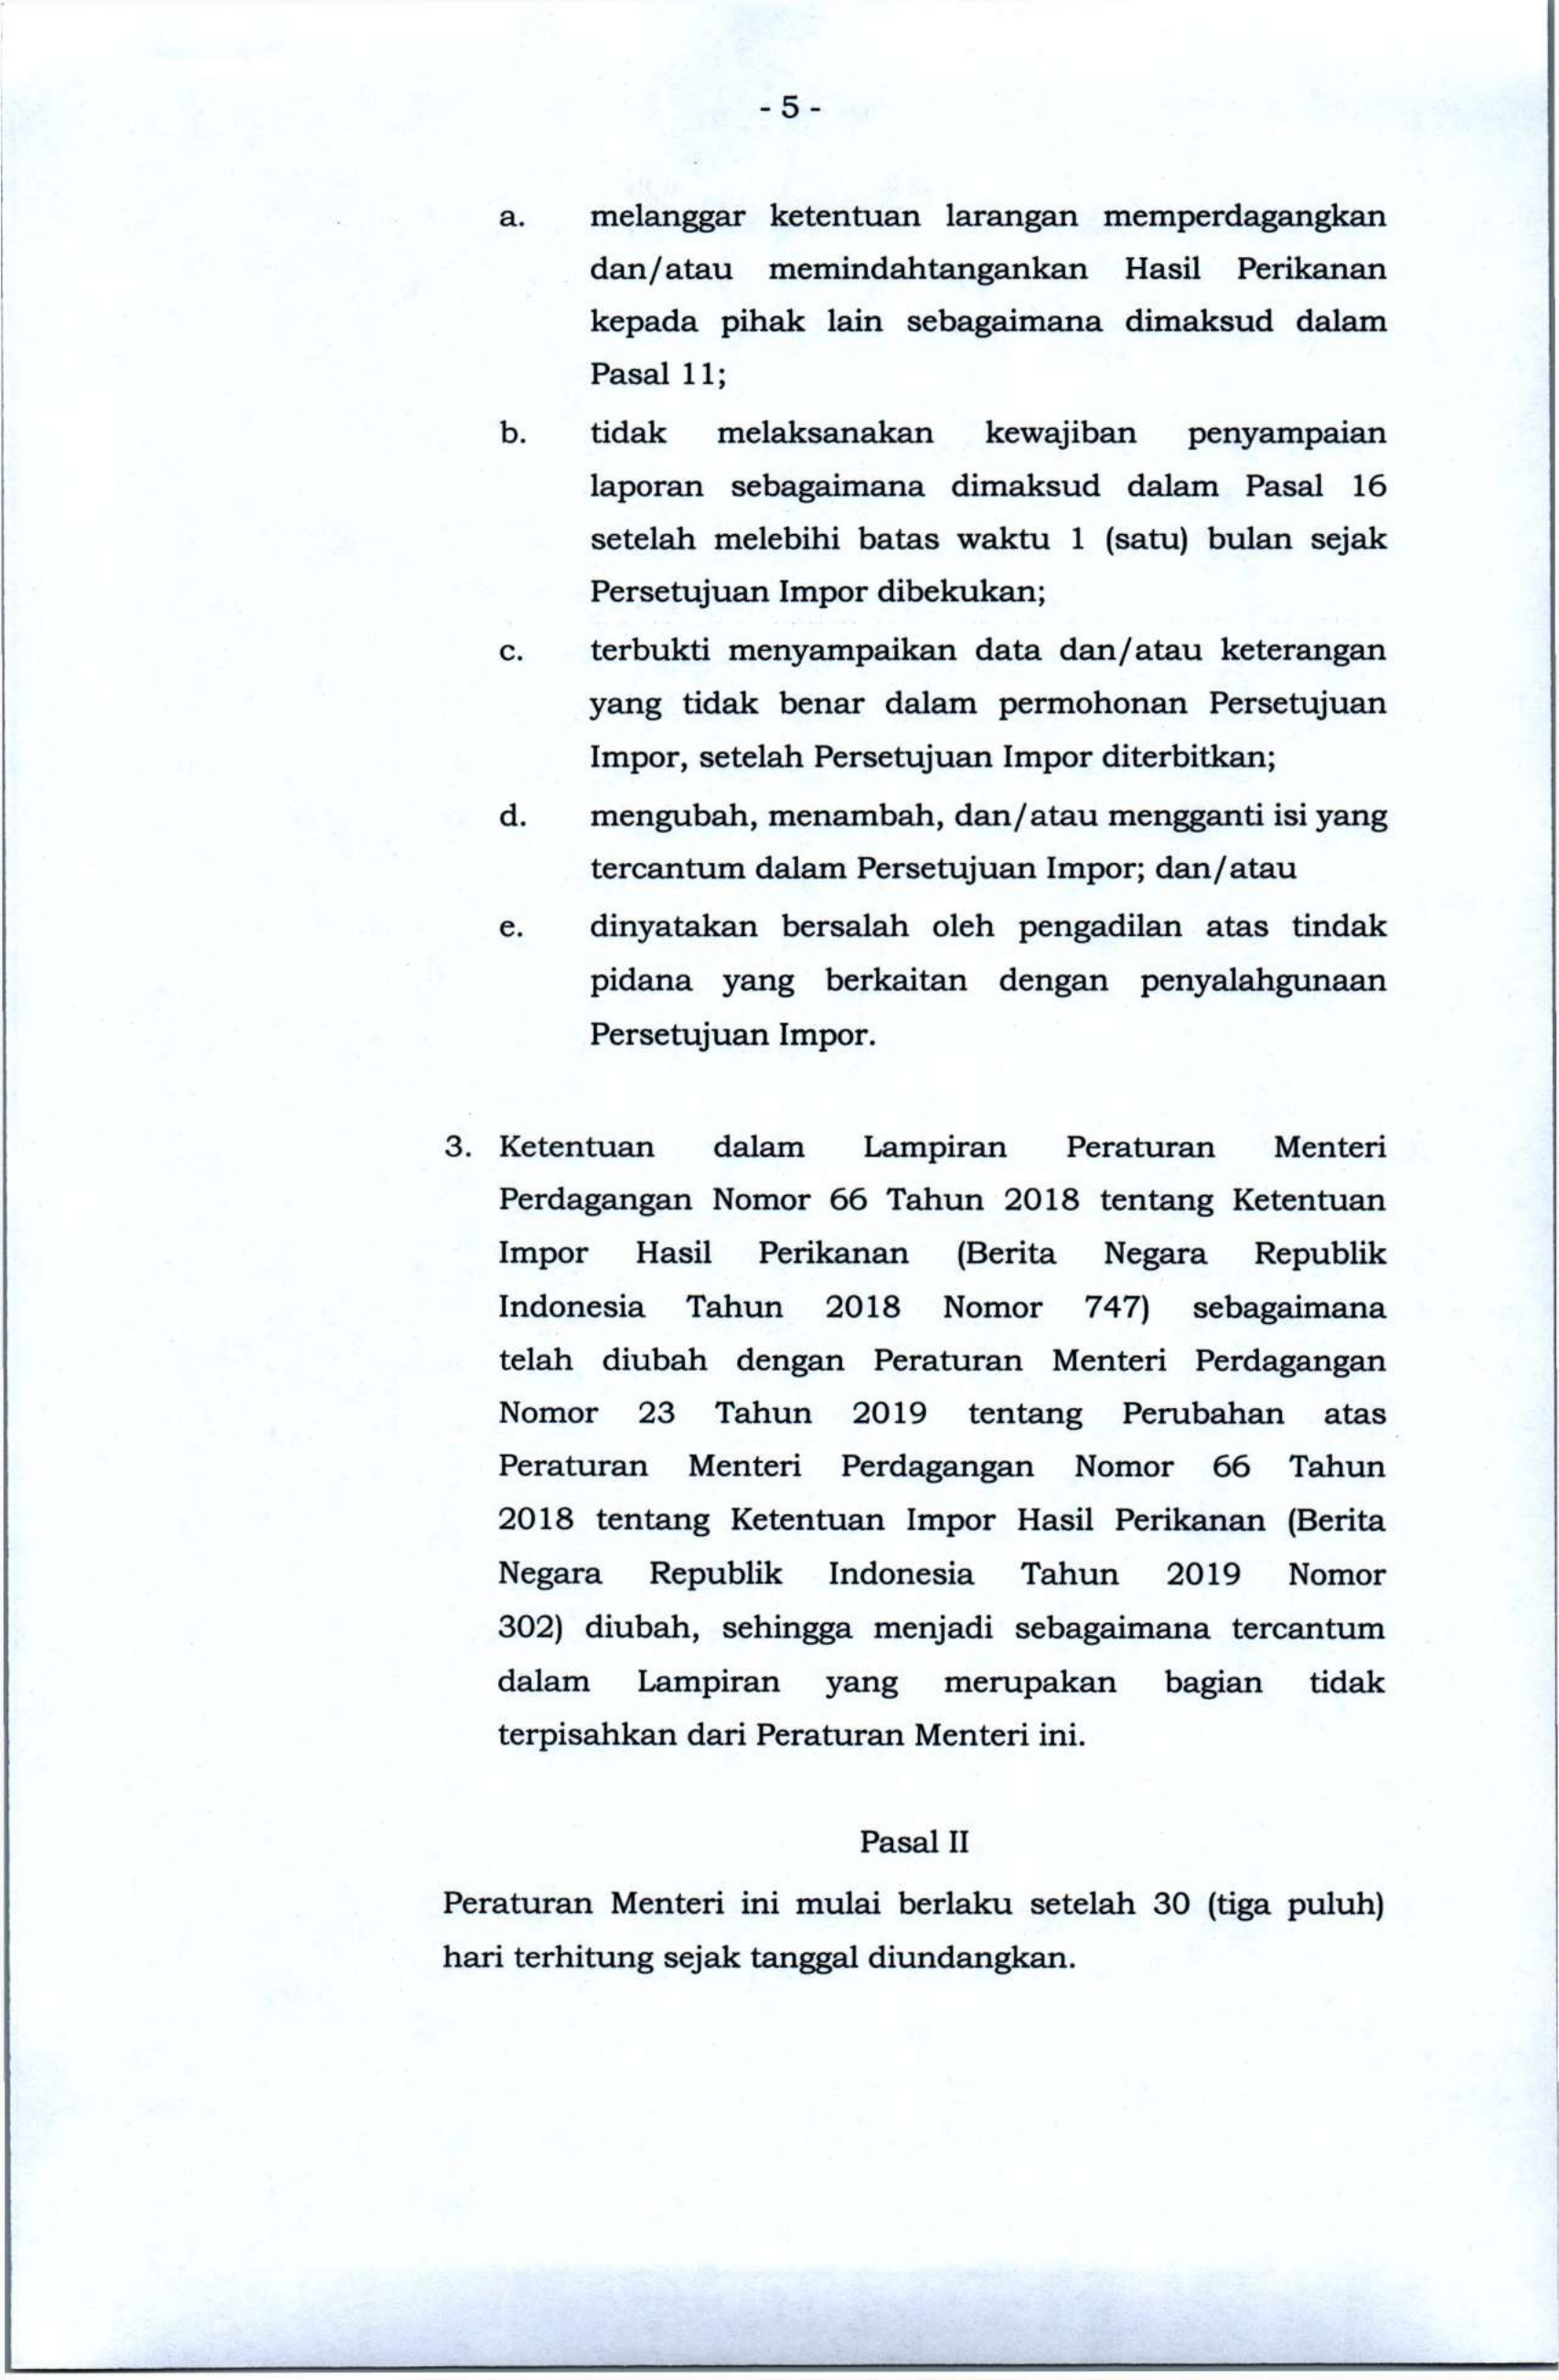 - 5 -
a. melanggar ketentuan larangan memperdagangkan
dan/atau memindahtangankan Hasil Perikanan
kepada pihak lain sebagaimana dimaksud dalam
Pasal 11;
b. tidak melaksanakan kewajiban penyampaian
laporan sebagaimana dimaksud dalam Pasal 16
setelah melebihi batas waktu 1 (satu) bulan sejak
Persetujuan Impor dibekukan;
c. terbukti menyampaikan data dan/atau keterangan
yang tidak benar dalam permohonan Persetujuan
Impor, setelah Persetujuan Impor diterbitkan;
d. mengubah, menambah, dan/atau mengganti isi yang
tercantum dalam Persetujuan Impor; dan/atau
e. dinyatakan bersalah oleh pengadilan atas tindak
pidana yang berkaitan dengan penyalahgunaan
Persetujuan Impor.
3. Ketentuan dalam Lampiran Peraturan Menteri
Perdagangan Nomor 66 Tahun 2018 tentang Ketentuan
Impor Hasil Perikanan (Berita Negara Republik
Indonesia Tahun 2018 Nomor 747) sebagaimana
telah diubah dengan Peraturan Menteri Perdagangan
Nomor 23 Tahun 2019 tentang Perubahan atas
Peraturan Menteri Perdagangan Nomor 66 Tahun
2018 tentang Ketentuan Impor Hasil Perikanan (Berita
Negara Republik Indonesia Tahun 2019 Nomor
302) diubah, sehingga menjadi sebagaimana tercantum
dalam Lampiran yang merupakan bagian tidak
terpisahkan dari Peraturan Menteri ini.
Pasal II
Peraturan Menteri ini mulai berlaku setelah 30 (tiga puluh)
hari terhitung sejak tanggal diundangkan.